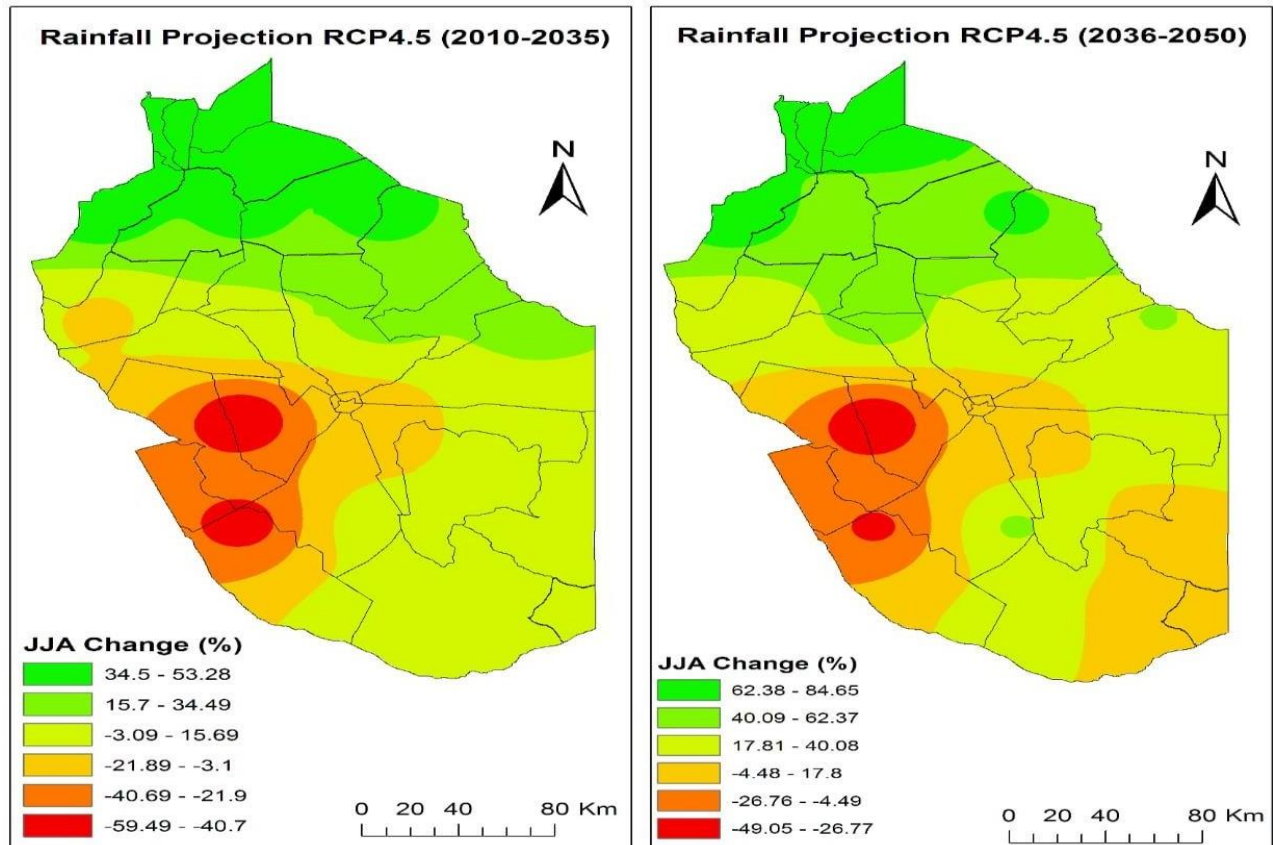 Rainfall Projection RCP4.5 (2010-2035)
N
JJA Change (%)
34.5 - 53.28
15.7 - 34.49
-3.09 - 15.69
-21.89 - -3.1
-40.69 - -21.9
-59.49 - -40.7
0 20 40 80 Km
Rainfall Projection RCP4.5 (2036-2050)
N
JJA Change (%)
62.38 - 84.65
40.09 - 62.37
17.81 - 40.08
-4.48 - 17.8
-26.76 - -4.49
-49.05 - -26.77
0 20 40 80 Km